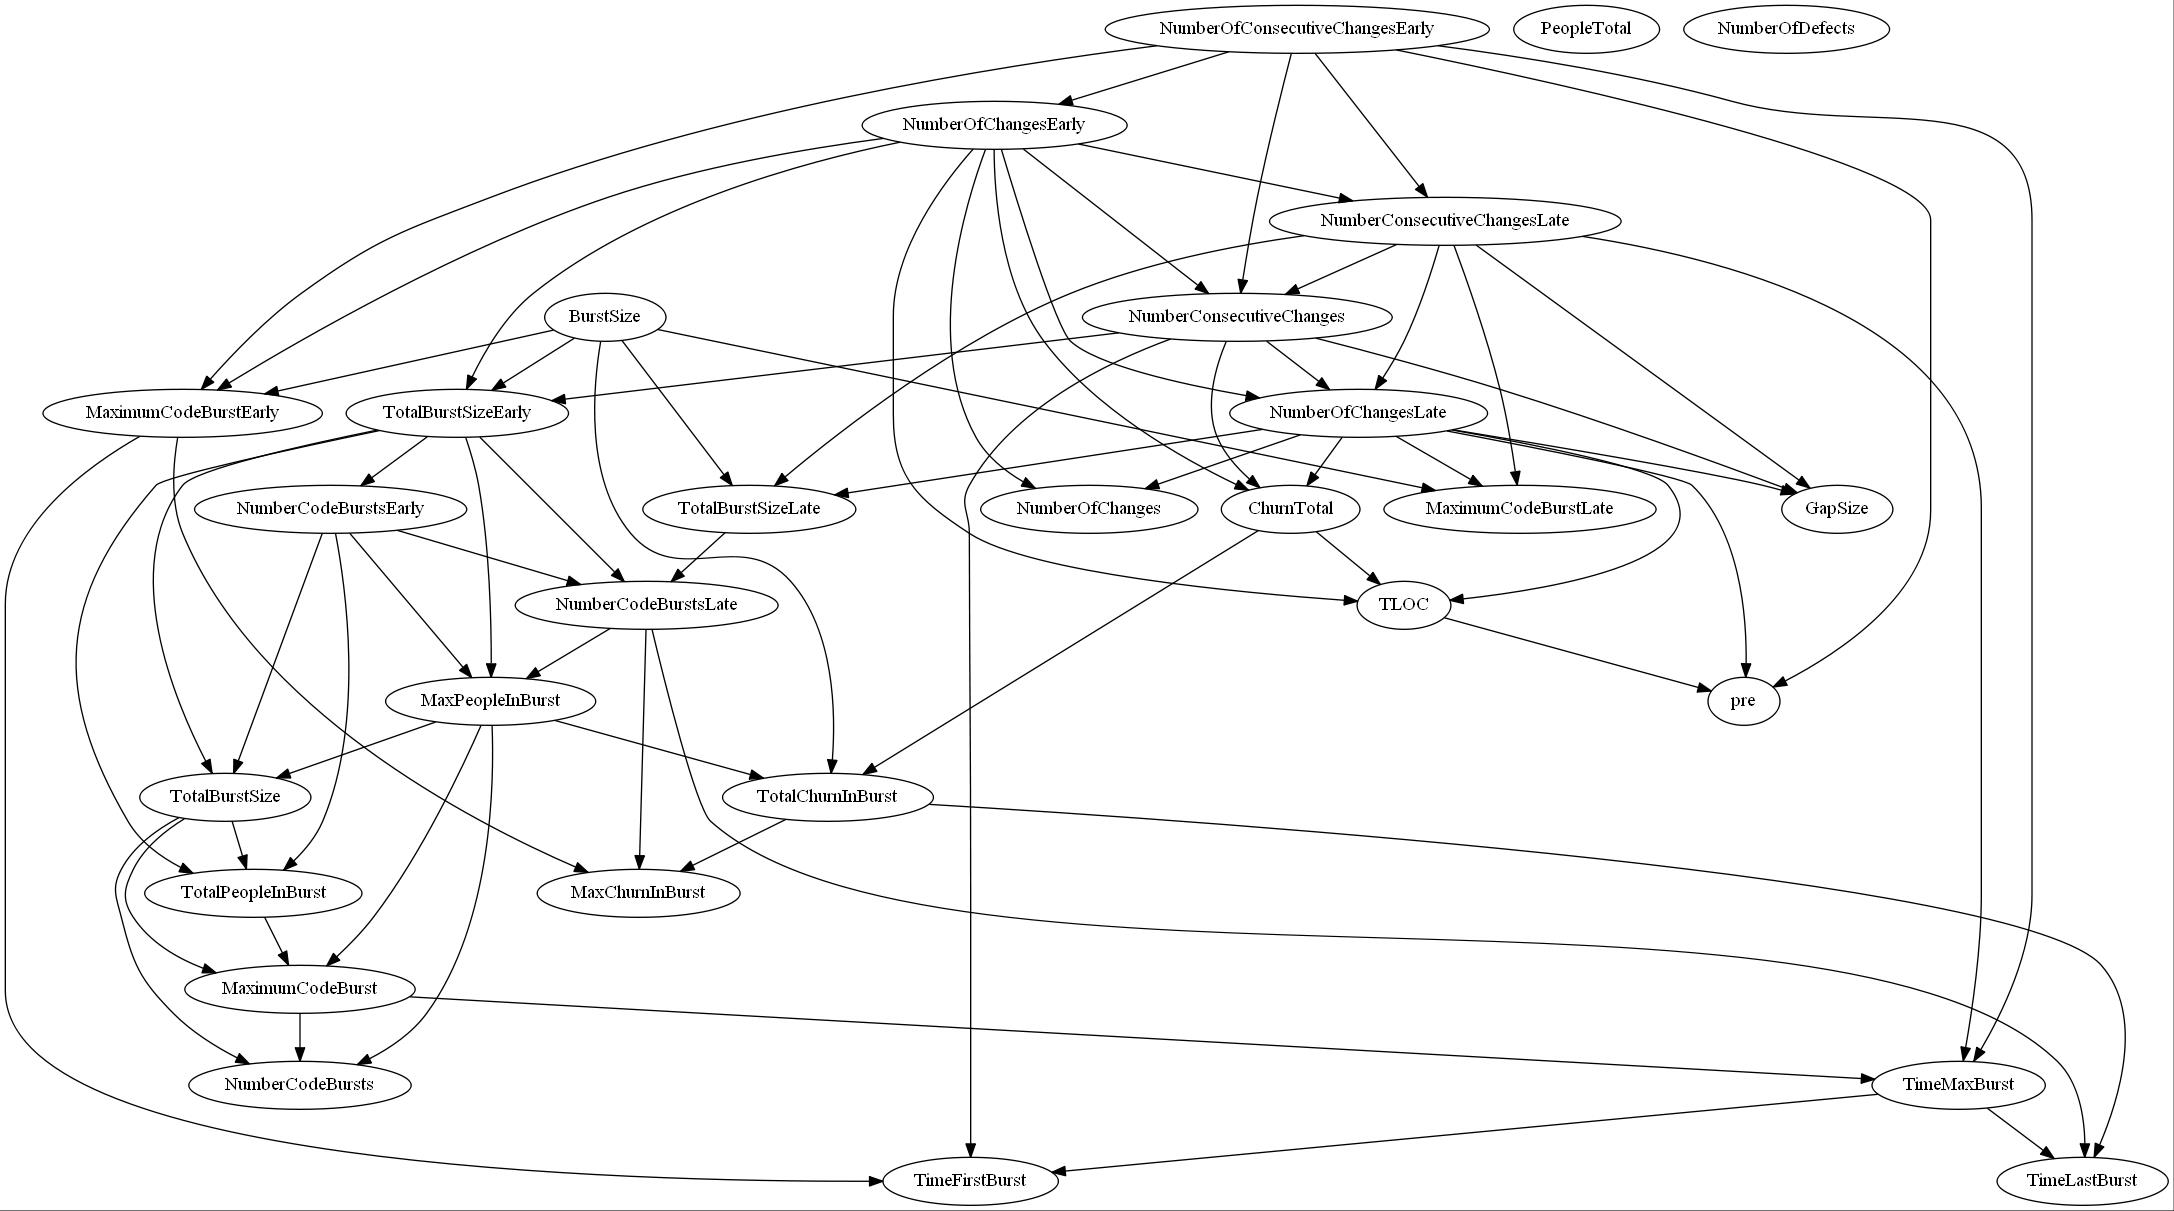 NumberOfConsecutiveChangesEarly
PeopleTotal
NumberOfDefects
NumberOfChangesEarly
NumberConsecutiveChangesLate
BurstSize
NumberConsecutiveChanges
MaximumCodeBurstEarly
TotalBurstSizeEarly
NumberOfChangesLate
NumberCodeBurstsEarly
TotalBurstSizeLate
NumberOfChanges
ChurnTotal
MaximumCodeBurstLate
GapSize
NumberCodeBurstsLate
TLOC
MaxPeopleInBurst
pre
TotalBurstSize
TotalChurnInBurst
TotalPeopleInBurst
MaxChurnInBurst
MaximumCodeBurst
NumberCodeBursts
TimeMaxBurst
TimeFirstBurst
TimeLastBurst